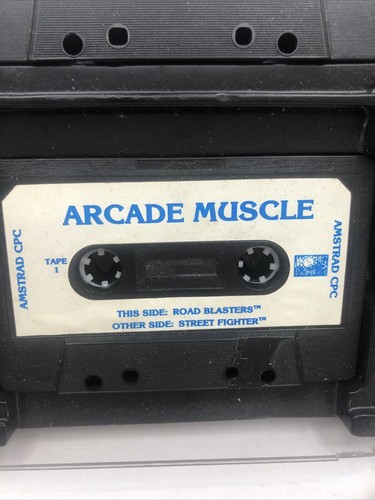 ARCADE MUSCLE
AMSTRAD CPC
TAPE
1
AMSTRAD CPC
THIS SIDE: ROAD BLASTERS™
OTHER SIDE: STREET FIGHTER™